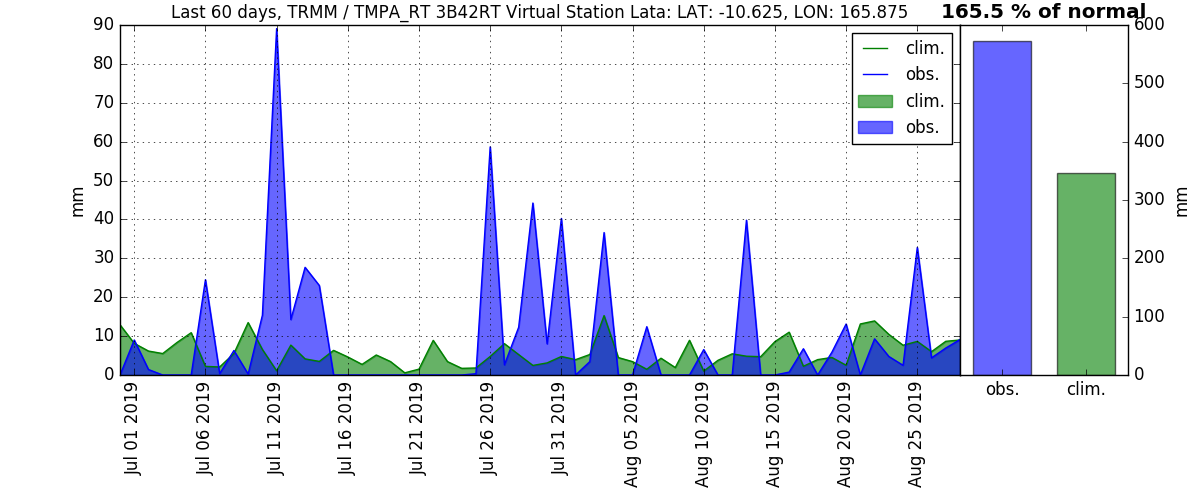 Last 60 days, TRMM / TMPA_RT 3B42RT Virtual Station Lata: LAT: -10.625, LON: 165.875
165.5 % of normal
90
80
70
60
50
40
30
20
10
0
mm
clim.
obs.
clim.
obs.
Jul 01 2019
Jul 06 2019
Jul 11 2019
Jul 16 2019
Jul 21 2019
Jul 26 2019
Jul 31 2019
Aug 05 2019
Aug 10 2019
Aug 15 2019
Aug 20 2019
Aug 25 2019
600
500
400
300
200
100
0
mm
obs.
clim.